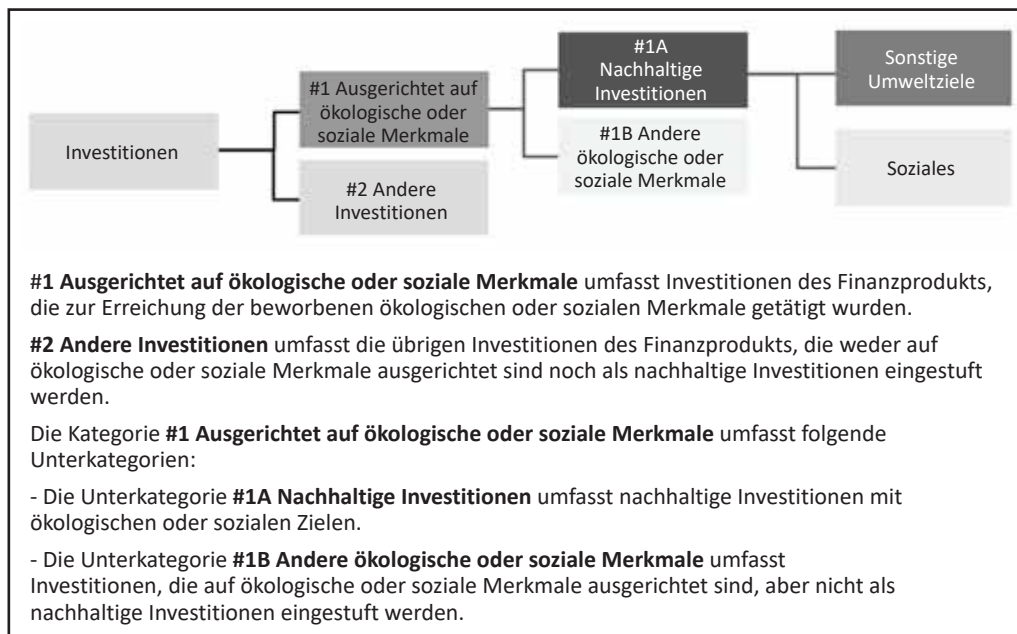 Investitionen
#1 Ausgerichtet auf
ökologische oder
soziale Merkmale
#2 Andere
Investitionen
#1A
Nachhaltige
Investitionen
#1B Andere
ökologische oder
soziale Merkmale
Sonstige
Umweltziele
Soziales
#1 Ausgerichtet auf ökologische oder soziale Merkmale umfasst Investitionen des Finanzprodukts,
die zur Erreichung der beworbenen ökologischen oder sozialen Merkmale getätigt wurden.
#2 Andere Investitionen umfasst die übrigen Investitionen des Finanzprodukts, die weder auf
ökologische oder soziale Merkmale ausgerichtet sind noch als nachhaltige Investitionen eingestuft
werden.
Die Kategorie #1 Ausgerichtet auf ökologische oder soziale Merkmale umfasst folgende
Unterkategorien:
- Die Unterkategorie #1A Nachhaltige Investitionen umfasst nachhaltige Investitionen mit
ökologischen oder sozialen Zielen.
- Die Unterkategorie #1B Andere ökologische oder soziale Merkmale umfasst
Investitionen, die auf ökologische oder soziale Merkmale ausgerichtet sind, aber nicht als
nachhaltige Investitionen eingestuft werden.